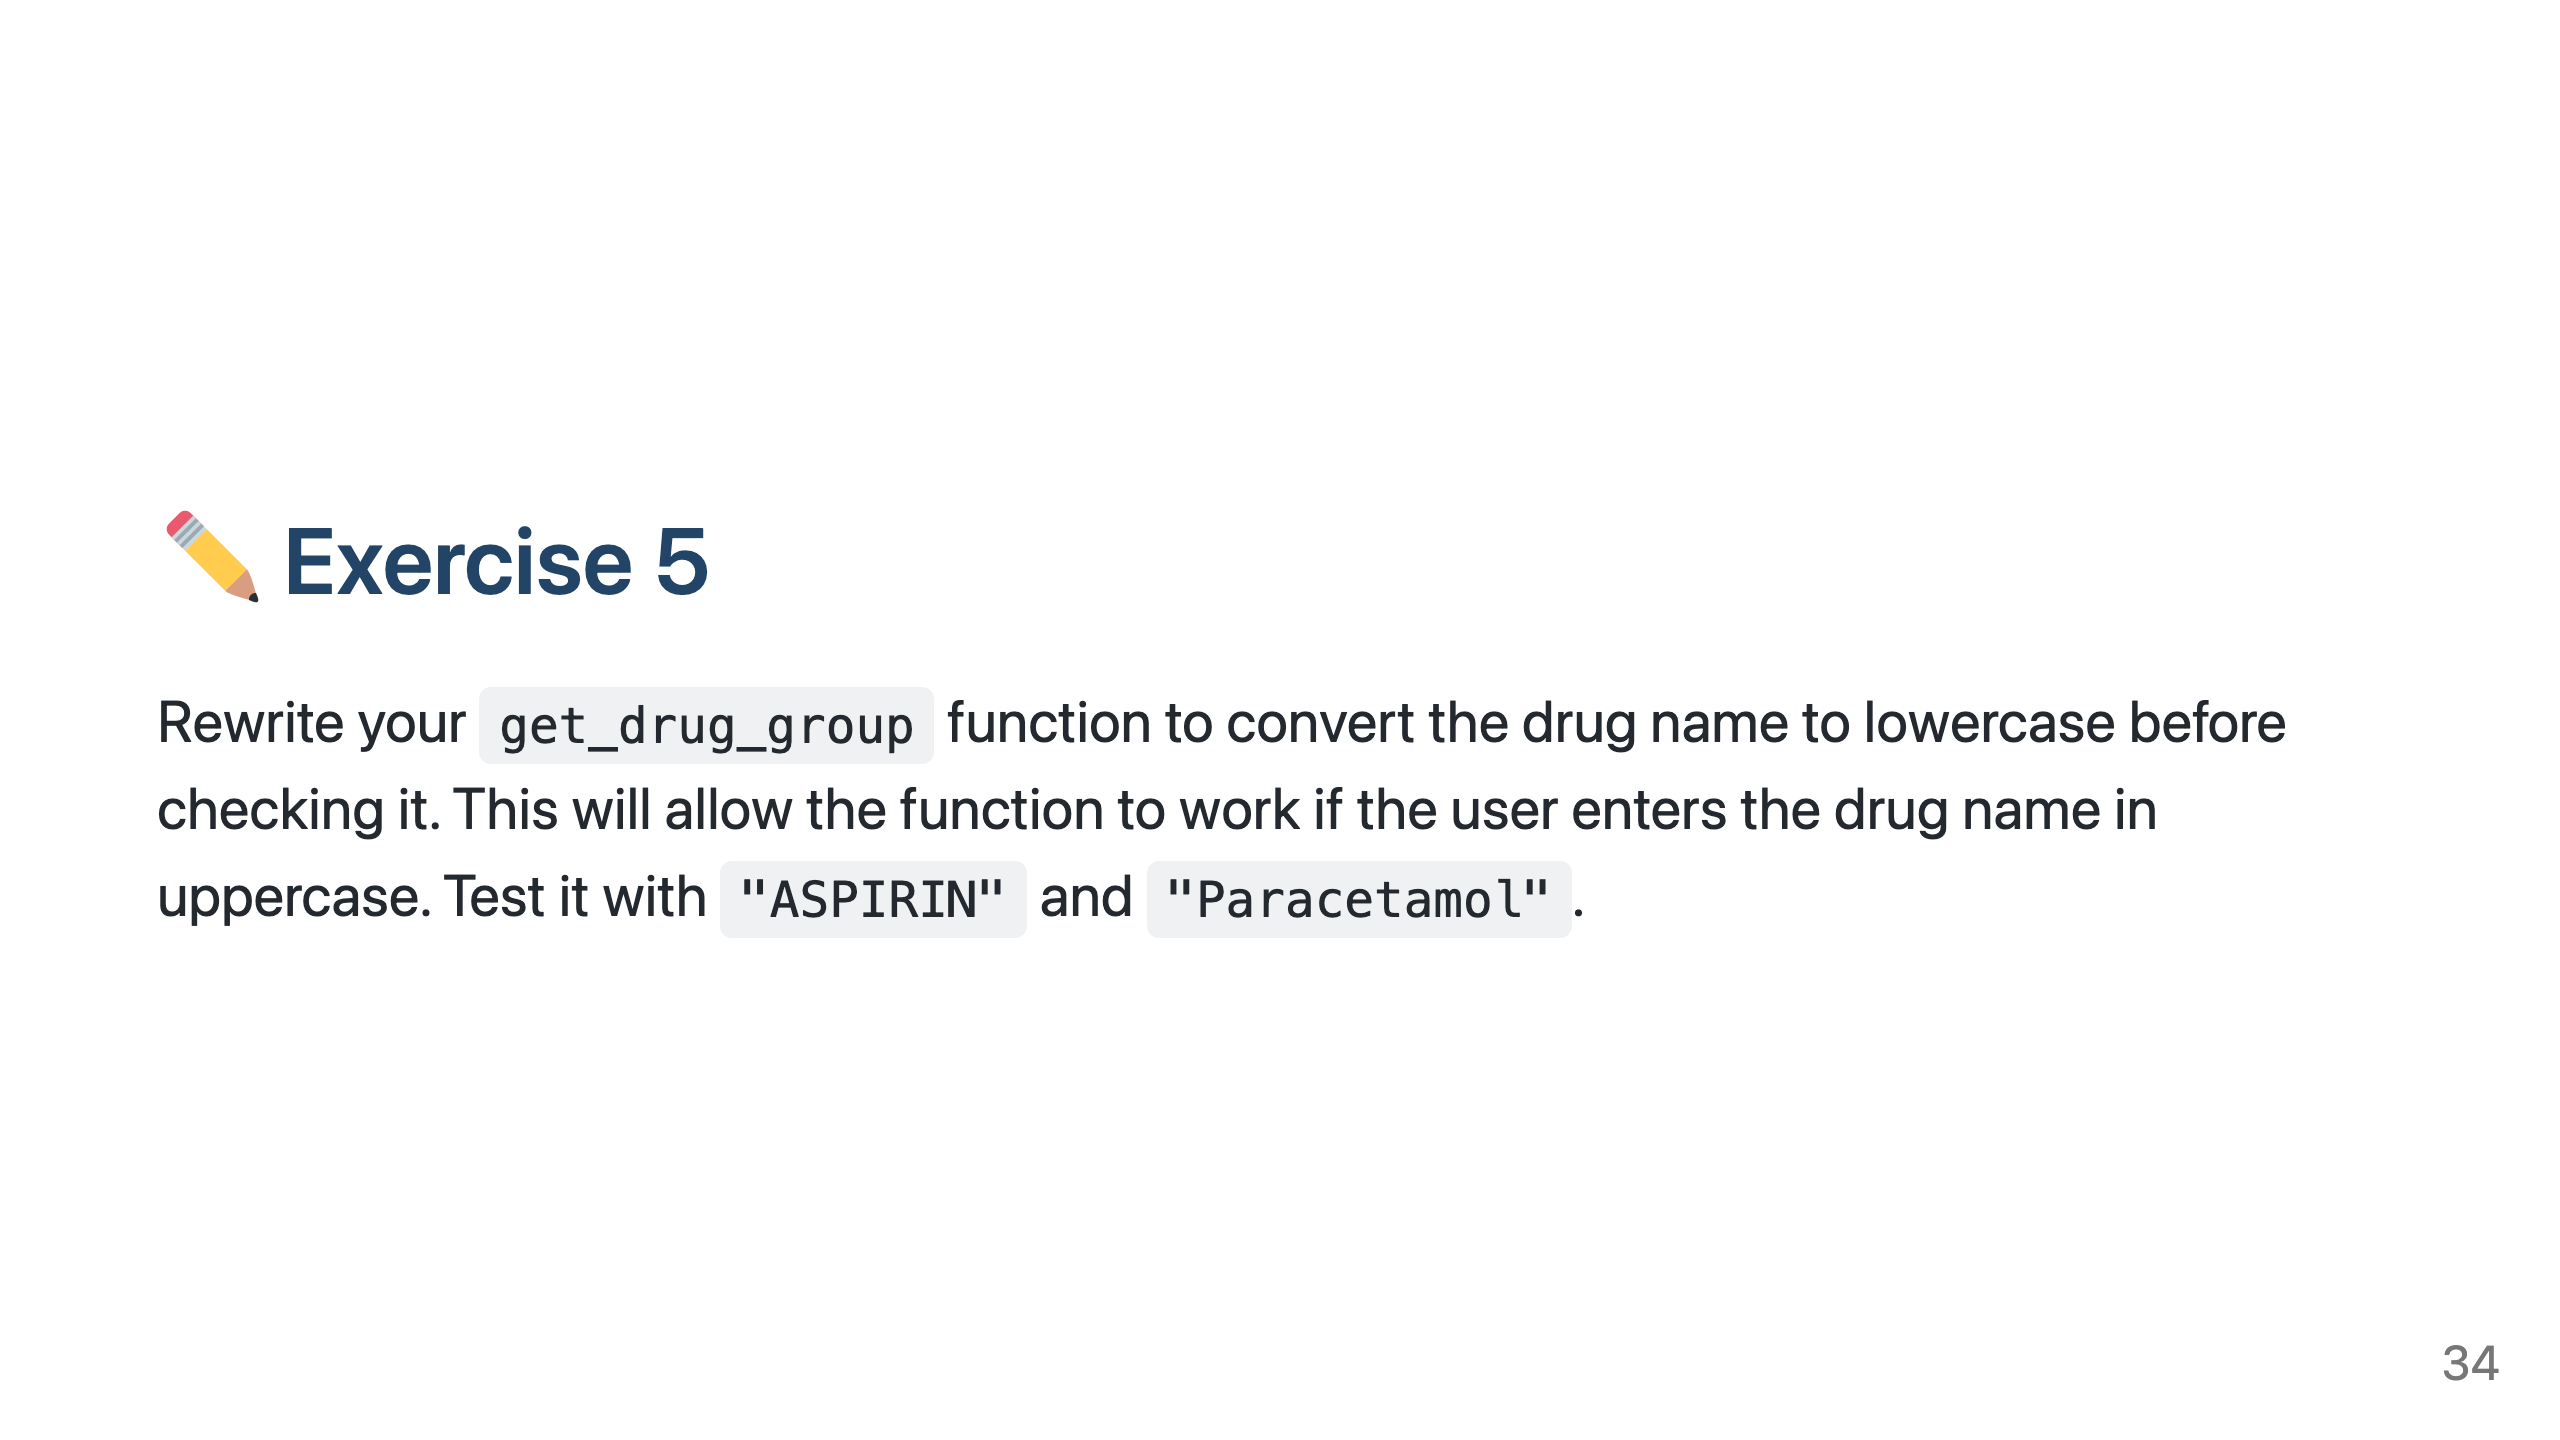 ✏️ Exercise 5
Rewrite your get_drug_group function to convert the drug name to lowercase before
checking it. This will allow the function to work if the user enters the drug name in
uppercase. Test it with "ASPIRIN" and "Paracetamol".
34